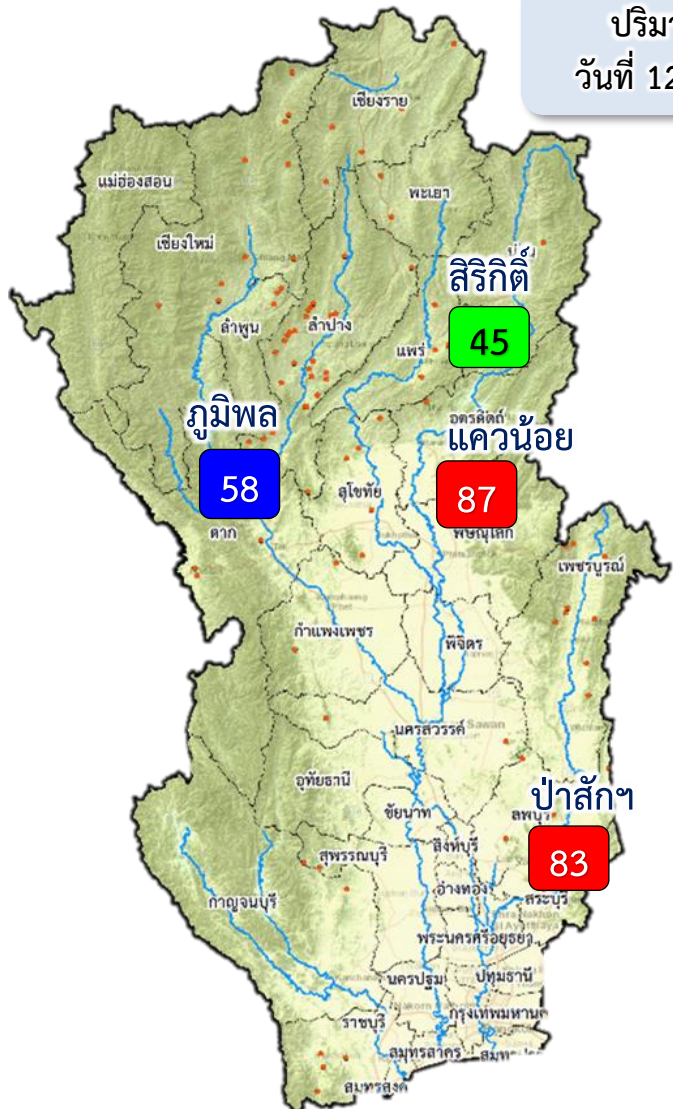 ปริมา
วันที่ 12
เชียงราย
แม่ฮ่องสอน
พะเยา
เชียงใหม่
น่าน
สิริกิติ์
45
ลำพูน
ลำปาง
แพร่
ภูมิพล
58
อุตรดิตถ์
แควน้อย
87
สุโขทัย
ตาก
พิษณุโลก
เพชรบูรณ์
กำแพงเพชร
พิจิตร
นครสวรรค์
Sawan
อุทัยธานี
ป่าสักฯ
83
ชัยนาท
ลพบุรี
สิงห์บุรี
สุพรรณบุรี
อ่างทอง
สระบุรี
กาญจนบุรี
พระนครศรีอยุธยา
นครปฐม
ปทุมธานี
ราชบุรี
กรุงเทพมหานค
สมุทรสาคร
สมุทรปรา
สมุทรสงค